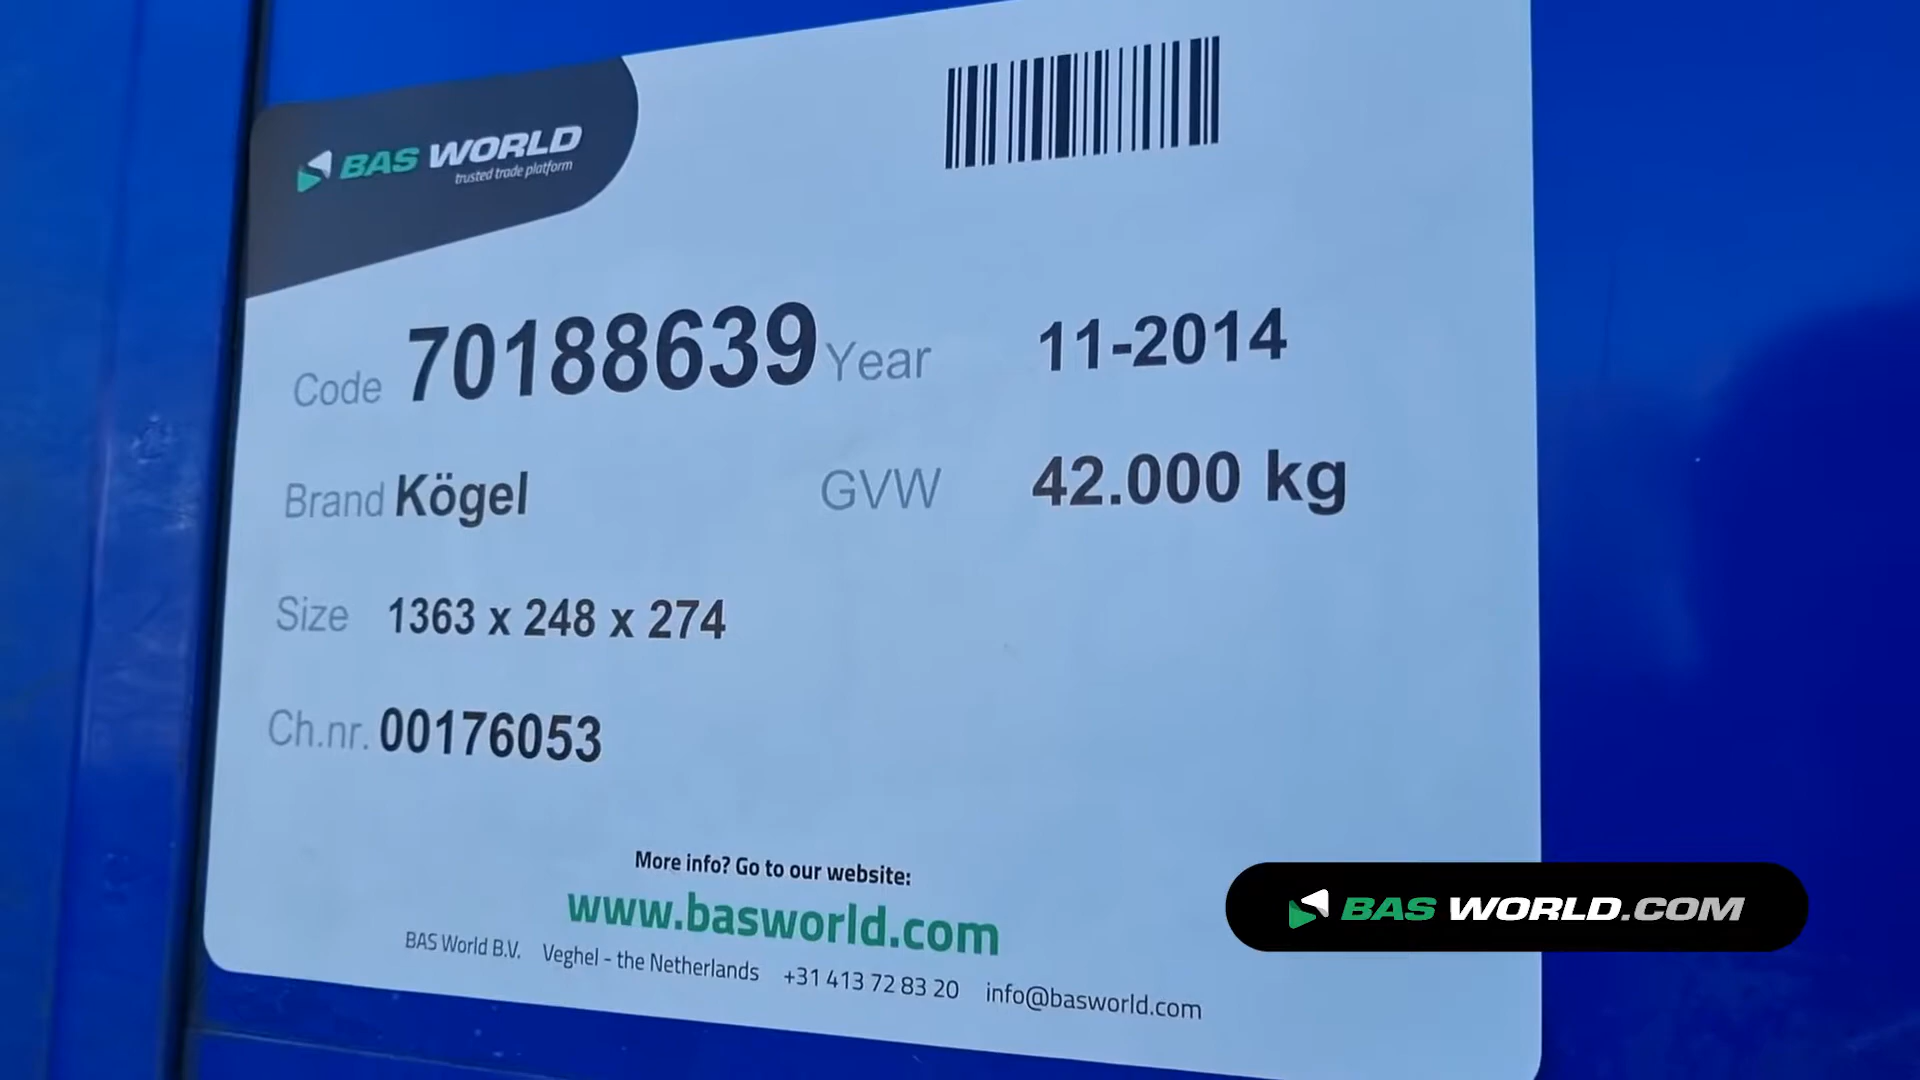 BAS WORLD
trusted trade platform
Code 70188639 Year 11-2014
Brand Kögel GVW 42.000 kg
Size 1363 x 248 x 274
Ch.nr. 00176053
More info? Go to our website:
www.basworld.com
BAS World B.V. Veghel - the Netherlands +31 413 72 83 20 info@basworld.com
BAS WORLD.COM